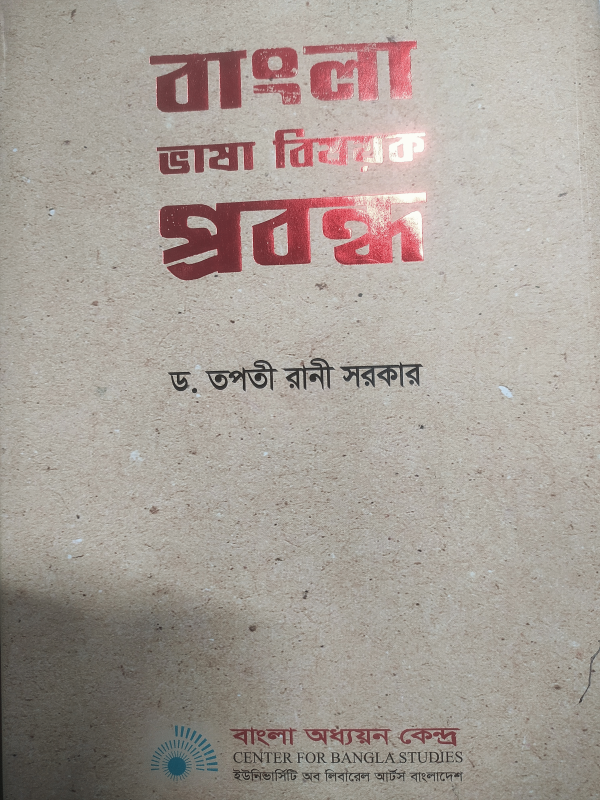 বাংলা
ভাষা বিষয়ক
প্রবন্ধ
ড. তপতী রানী সরকার
বাংলা অধ্যয়ন কেন্দ্র
CENTER FOR BANGLA STUDIES
ইউনিভার্সিটি অব লিবারেল আর্টস বাংলাদেশ